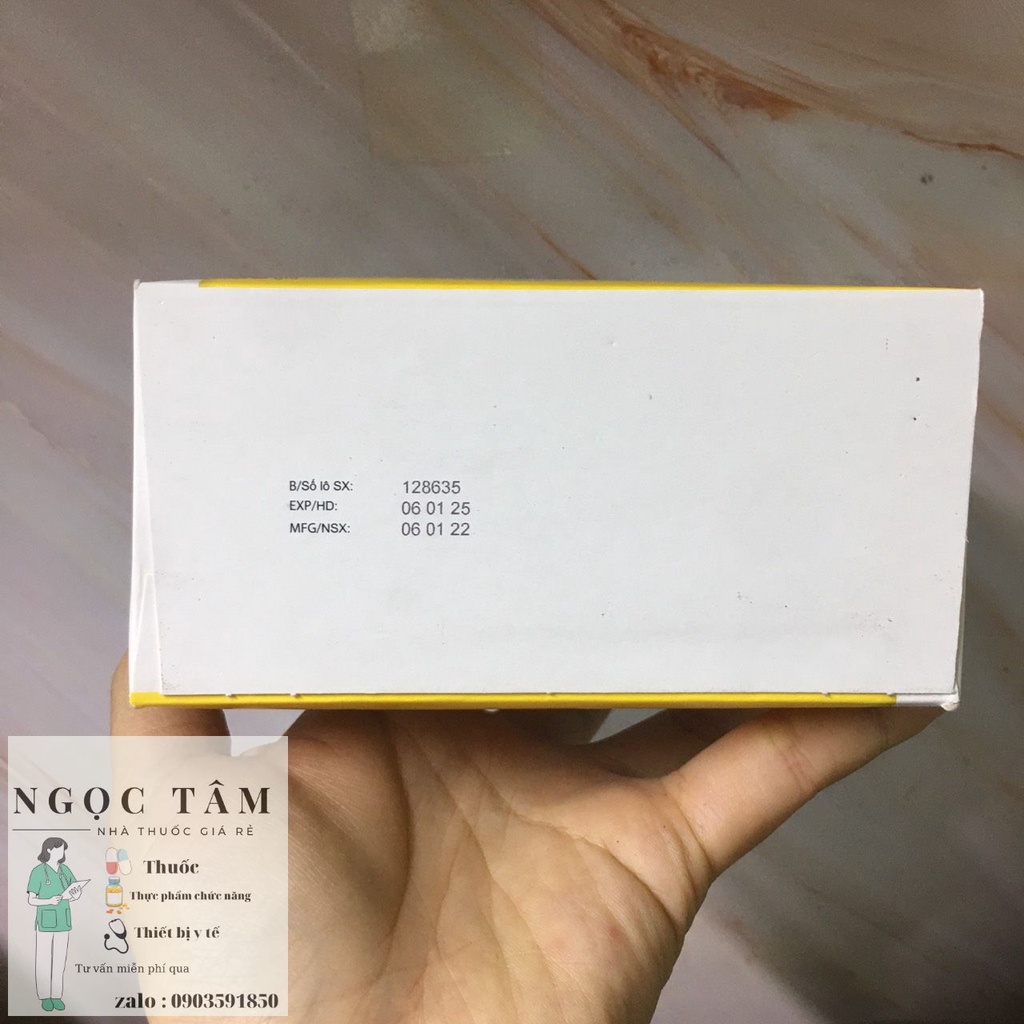 B/Số lô SX: 128635
EXP/HD: 06 01 25
MFG/NSX: 06 01 22
NGỌC TÂM
NHÀ THUỐC GIÁ RẺ
Thuốc
Thực phẩm chức năng
Thiết bị y tế
Tư vấn miễn phí qua
zalo : 0903591850